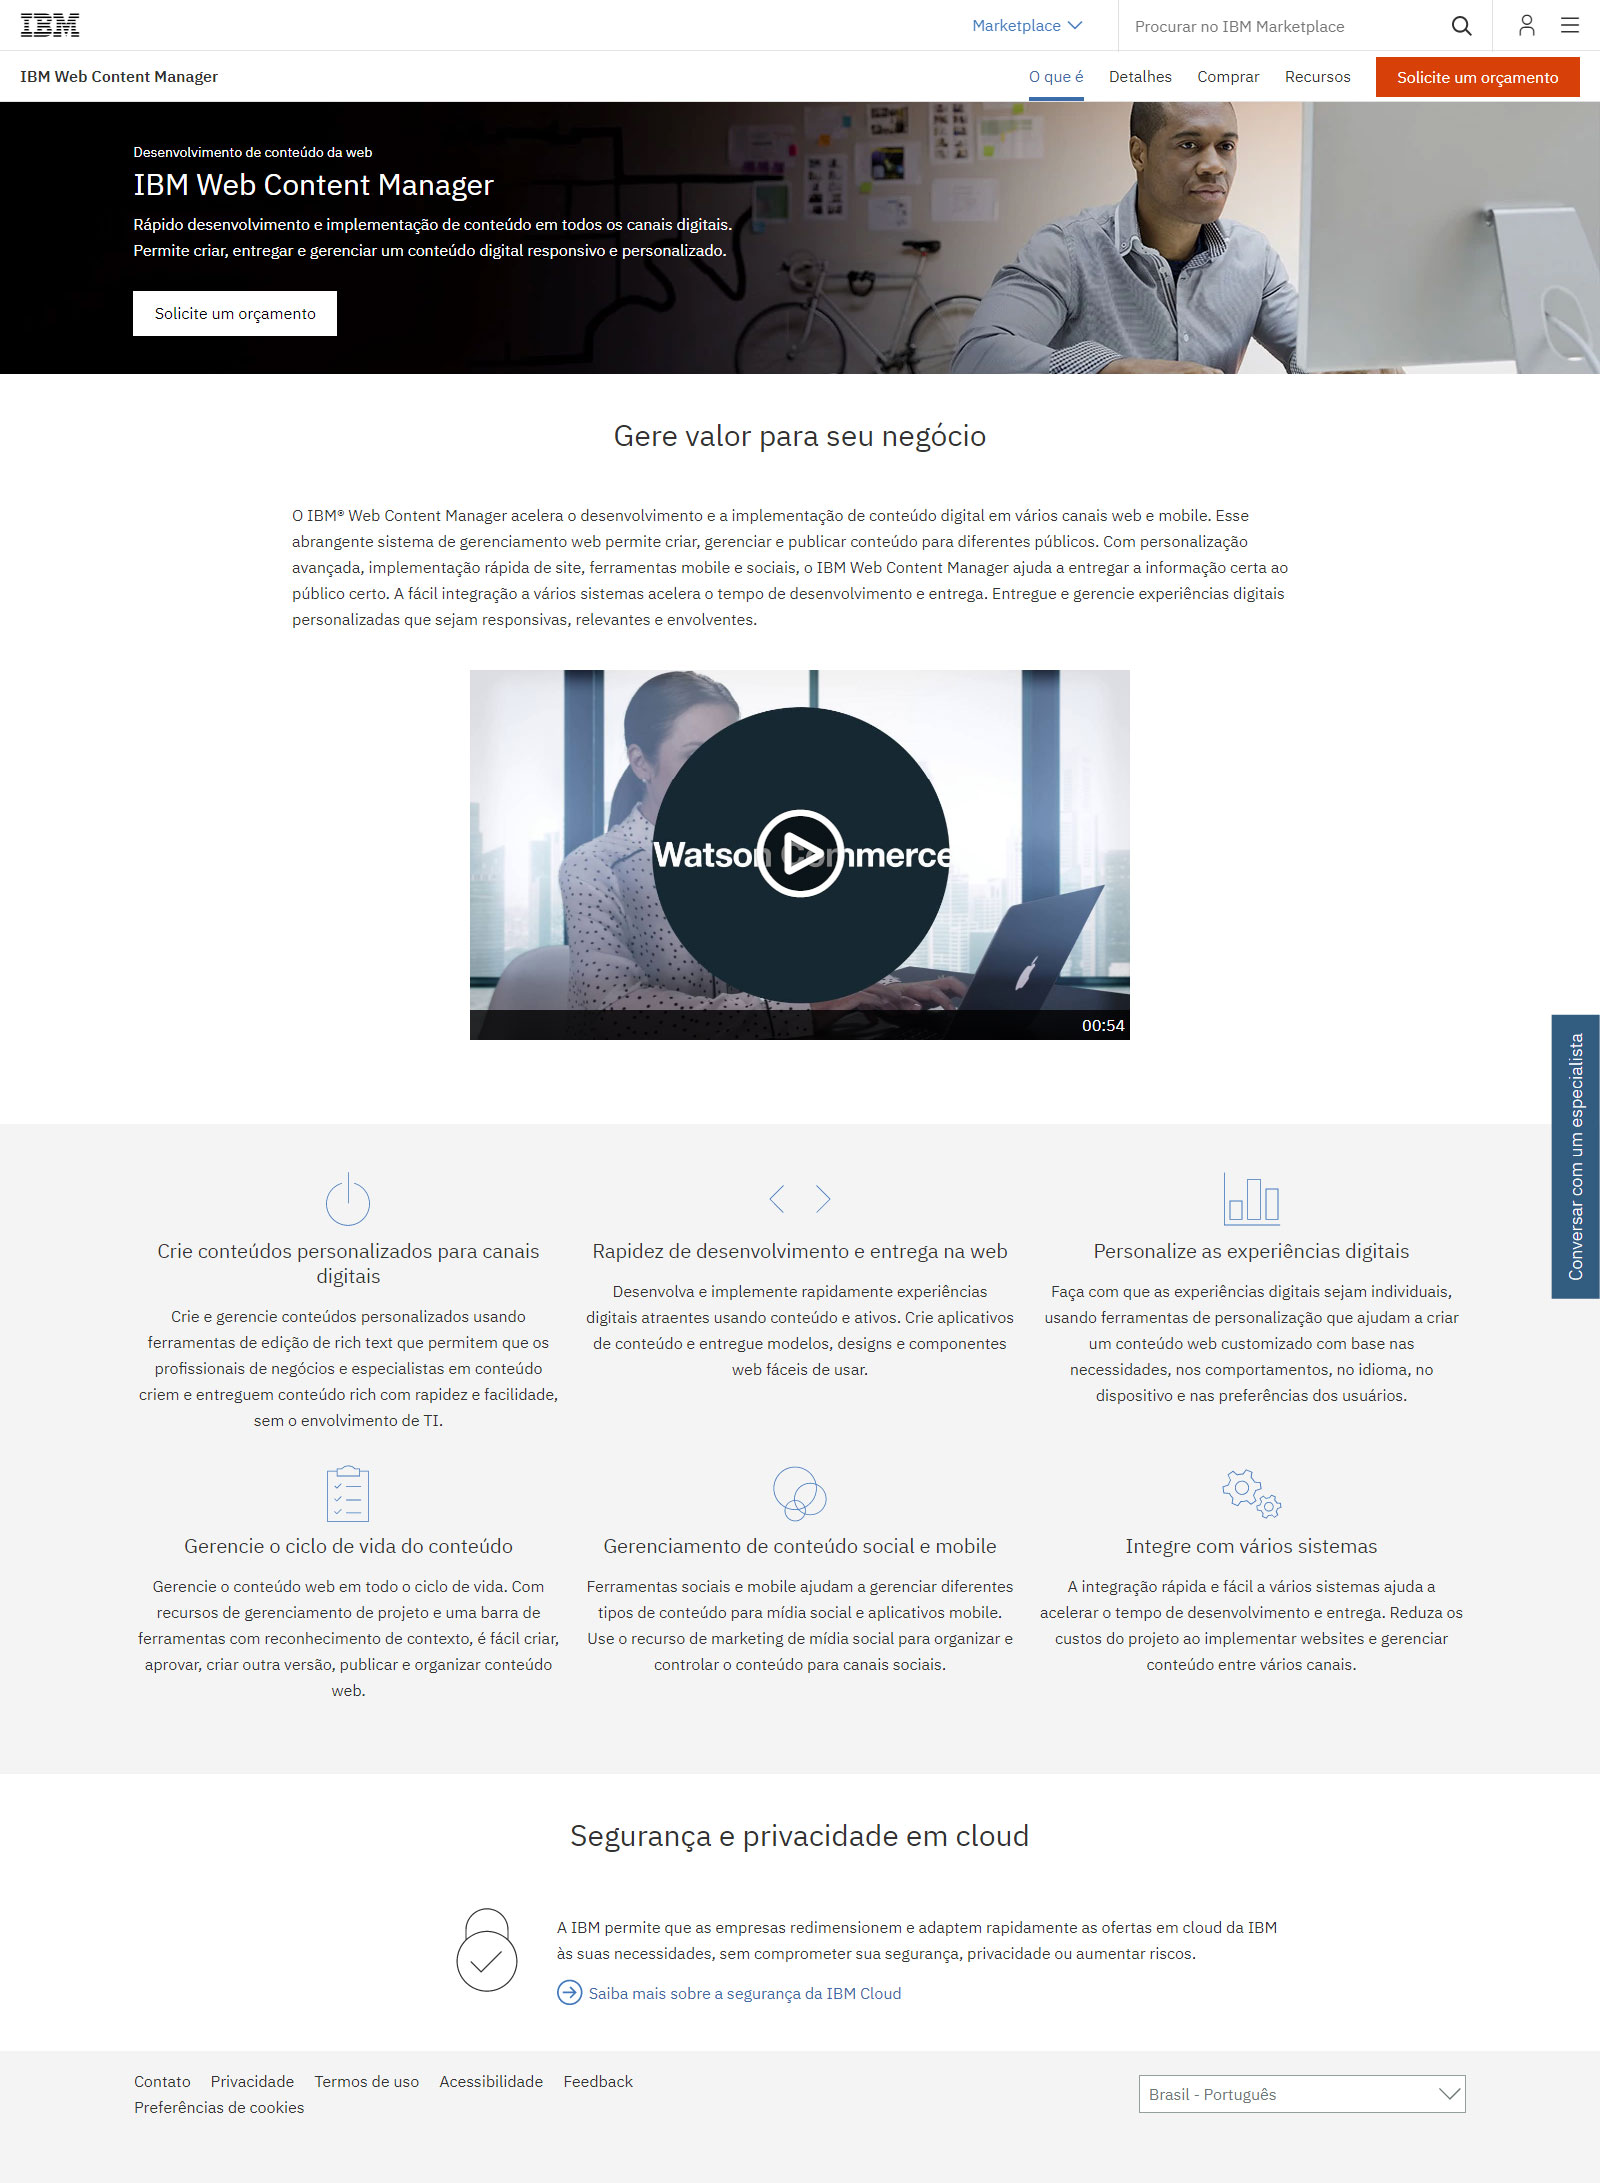 IBM
Marketplace
Procurar no IBM Marketplace
IBM Web Content Manager
O que é
Detalhes
Comprar
Recursos
Solicite um orçamento
Desenvolvimento de conteúdo da web
IBM Web Content Manager
Rápido desenvolvimento e implementação de conteúdo em todos os canais digitais.
Permite criar, entregar e gerenciar um conteúdo digital responsivo e personalizado.
Solicite um orçamento
Gere valor para seu negócio
O IBM® Web Content Manager acelera o desenvolvimento e a implementação de conteúdo digital em vários canais web e mobile. Esse
abrangente sistema de gerenciamento web permite criar, gerenciar e publicar conteúdo para diferentes públicos. Com personalização
avançada, implementação rápida de site, ferramentas mobile e sociais, o IBM Web Content Manager ajuda a entregar a informação certa ao
público certo. A fácil integração a vários sistemas acelera o tempo de desenvolvimento e entrega. Entregue e gerencie experiências digitais
personalizadas que sejam responsivas, relevantes e envolventes.
Watson Commerce
00:54
Conversar com um especialista
Crie conteúdos personalizados para canais
digitais
Crie e gerencie conteúdos personalizados usando
ferramentas de edição de rich text que permitem que os
profissionais de negócios e especialistas em conteúdo
criem e entreguem conteúdo rich com rapidez e facilidade,
sem o envolvimento de TI.
Rapidez de desenvolvimento e entrega na web
Desenvolva e implemente rapidamente experiências
digitais atraentes usando conteúdo e ativos. Crie aplicativos
de conteúdo e entregue modelos, designs e componentes
web fáceis de usar.
Personalize as experiências digitais
Faça com que as experiências digitais sejam individuais,
usando ferramentas de personalização que ajudam a criar
um conteúdo web customizado com base nas
necessidades, nos comportamentos, no idioma, no
dispositivo e nas preferências dos usuários.
Gerencie o ciclo de vida do conteúdo
Gerencie o conteúdo web em todo o ciclo de vida. Com
recursos de gerenciamento de projeto e uma barra de
ferramentas com reconhecimento de contexto, é fácil criar,
aprovar, criar outra versão, publicar e organizar conteúdo
web.
Gerenciamento de conteúdo social e mobile
Ferramentas sociais e mobile ajudam a gerenciar diferentes
tipos de conteúdo para mídia social e aplicativos mobile.
Use o recurso de marketing de mídia social para organizar e
controlar o conteúdo para canais sociais.
Integre com vários sistemas
A integração rápida e fácil a vários sistemas ajuda a
acelerar o tempo de desenvolvimento e entrega. Reduza os
custos do projeto ao implementar websites e gerenciar
conteúdo entre vários canais.
Segurança e privacidade em cloud
A IBM permite que as empresas redimensionem e adaptem rapidamente as ofertas em cloud da IBM
às suas necessidades, sem comprometer sua segurança, privacidade ou aumentar riscos.
Saiba mais sobre a segurança da IBM Cloud
Contato
Privacidade
Termos de uso
Acessibilidade
Feedback
Preferências de cookies
Brasil - Português